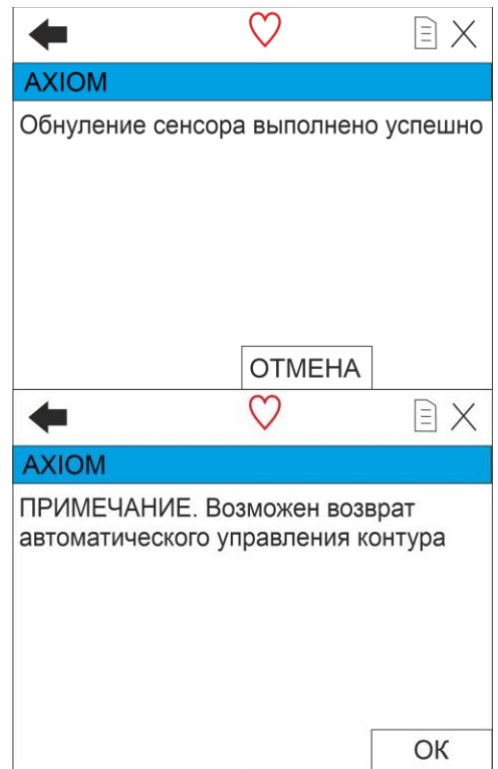 AXIOM
Обнуление сенсора выполнено успешно
ОТМЕНА
AXIOM
ПРИМЕЧАНИЕ. Возможен возврат
автоматического управления контура
ОК